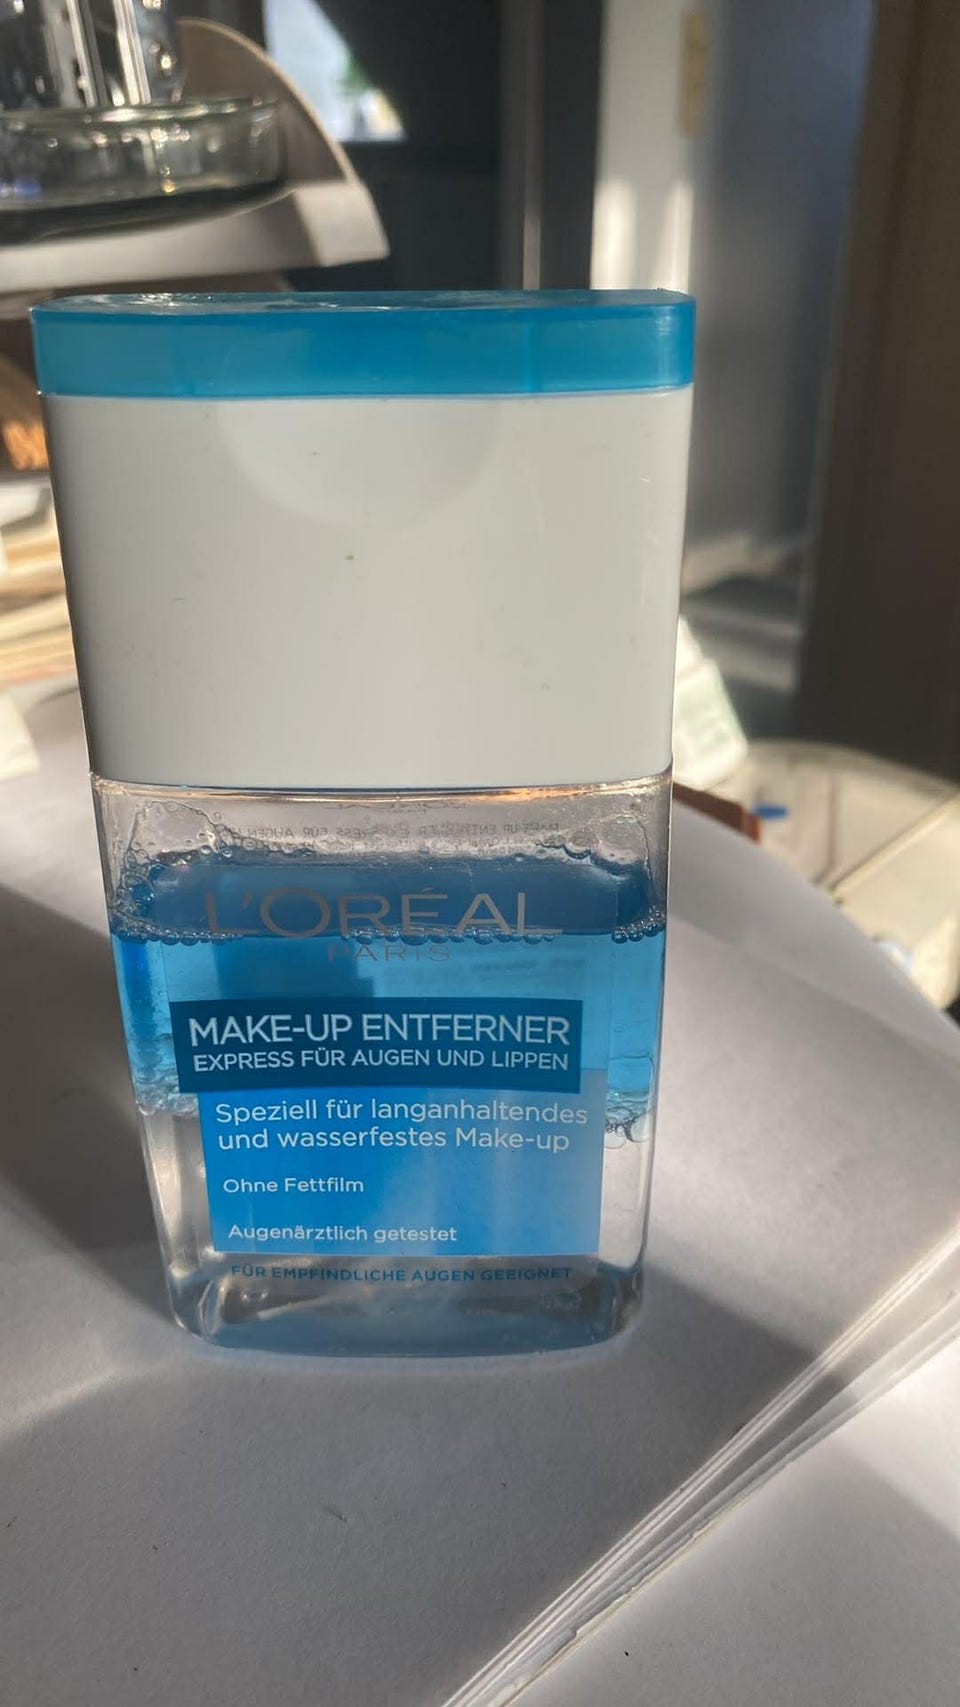 L'ORÉAL
PARIS
MAKE-UP ENTFERNER
EXPRESS FÜR AUGEN UND LIPPEN
Speziell für langanhaltendes
und wasserfestes Make-up
Ohne Fettfilm
Augenärztlich getestet
FÜR EMPFINDLICHE AUGEN GEEIGNET